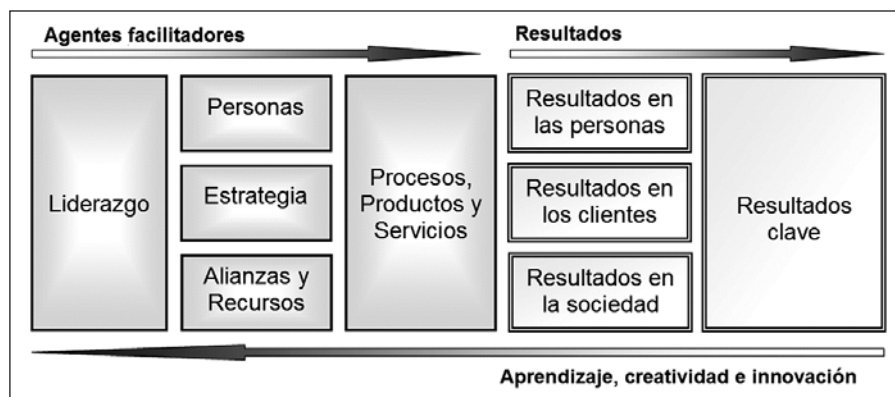 Agentes facilitadores
Resultados
Liderazgo
Personas
Estrategia
Alianzas y
Recursos
Procesos,
Productos y
Servicios
Resultados en
las personas
Resultados en
los clientes
Resultados en
la sociedad
Resultados
clave
Aprendizaje, creatividad e innovación